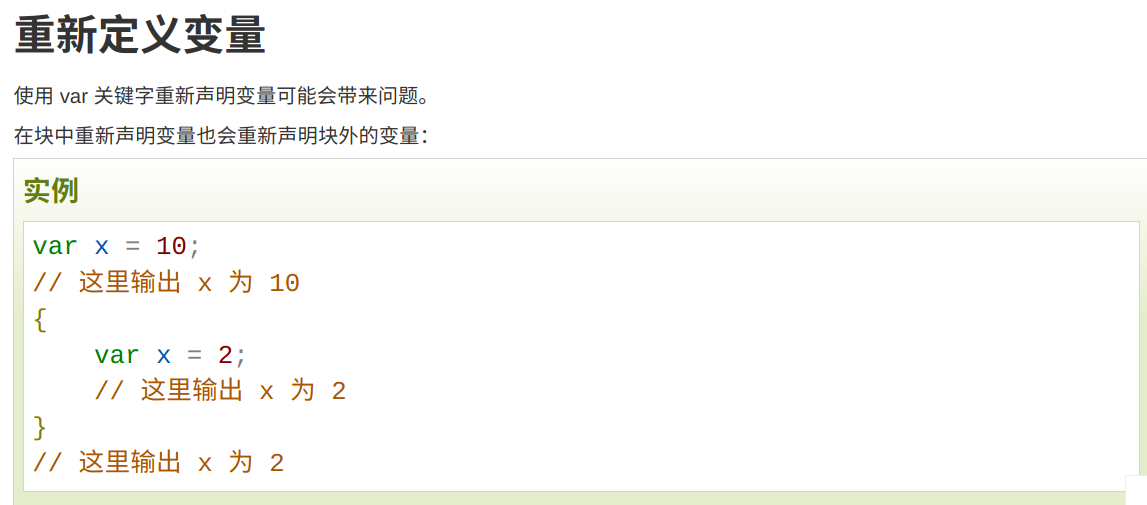 重新定义变量
使用 var 关键字重新声明变量可能会带来问题。
在块中重新声明变量也会重新声明块外的变量：
实例
var x = 10;
// 这里输出 x 为 10
{
    var x = 2;
    // 这里输出 x 为 2
}
// 这里输出 x 为 2